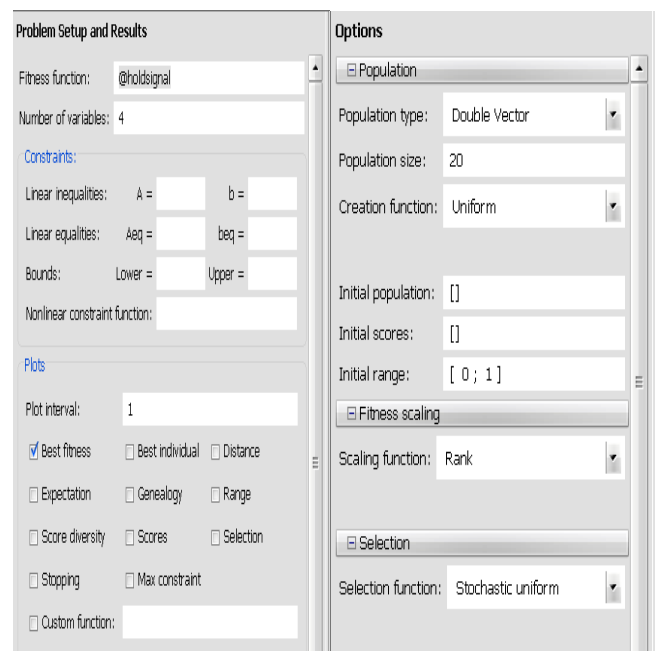 Problem Setup and Results
Fitness function: @holdsignal
Number of variables: 4
Constraints:
Linear inequalities: A = b =
Linear equalities: Aeq = beq =
Bounds: Lower = Upper =
Nonlinear constraint function:
Plots
Plot interval: 1
Best fitness Best individual Distance
Expectation Genealogy Range
Score diversity Scores Selection
Stopping Max constraint
Custom function:
Options
Population
Population type: Double Vector
Population size: 20
Creation function: Uniform
Initial population: []
Initial scores: []
Initial range: [ 0 ; 1 ]
Fitness scaling
Scaling function: Rank
Selection
Selection function: Stochastic uniform